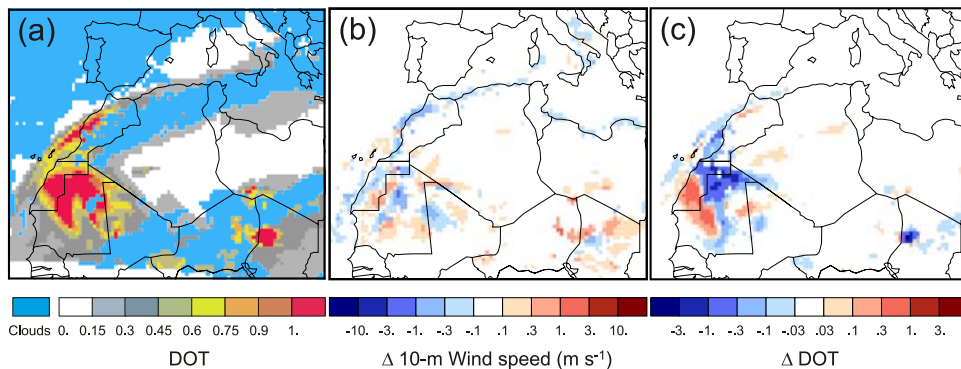 (a) (b) (c)
Clouds 0. 0.15 0.3 0.45 0.6 0.75 0.9 1. -10. -3. -1. -.3 -.1 .1 .3 1. 3. 10. -3. -1. -.3 -.1 -.03 .03 .1 .3 1. 3.
DOT Δ 10-m Wind speed (m s⁻¹) Δ DOT